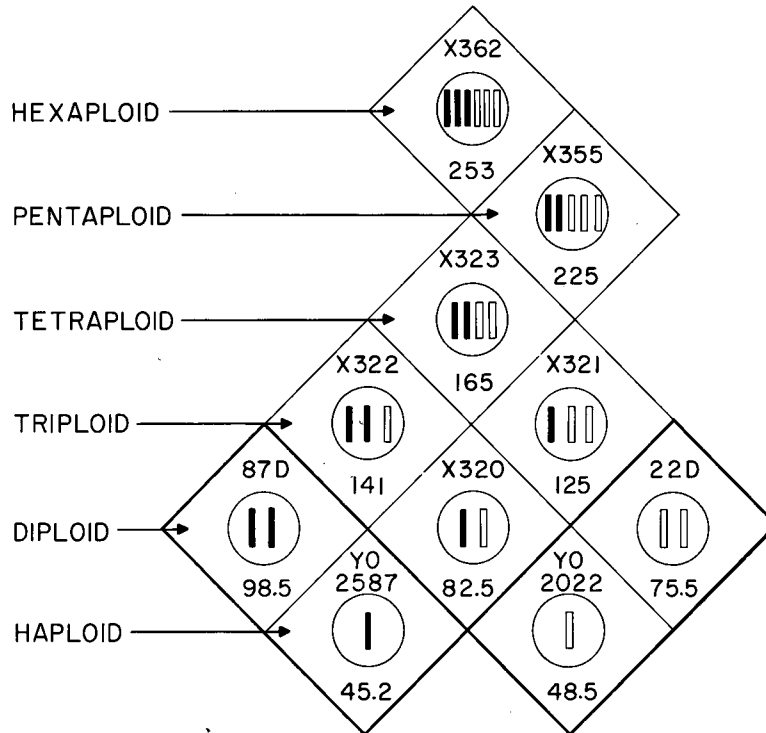 X362
HEXAPLOID
253
X355
PENTAPLOID
225
X323
TETRAPLOID
165
X322
X321
TRIPLOID
141
125
87D
X320
22D
DIPLOID
98.5
YO
2587
82.5
YO
2022
75.5
HAPLOID
45.2
48.5